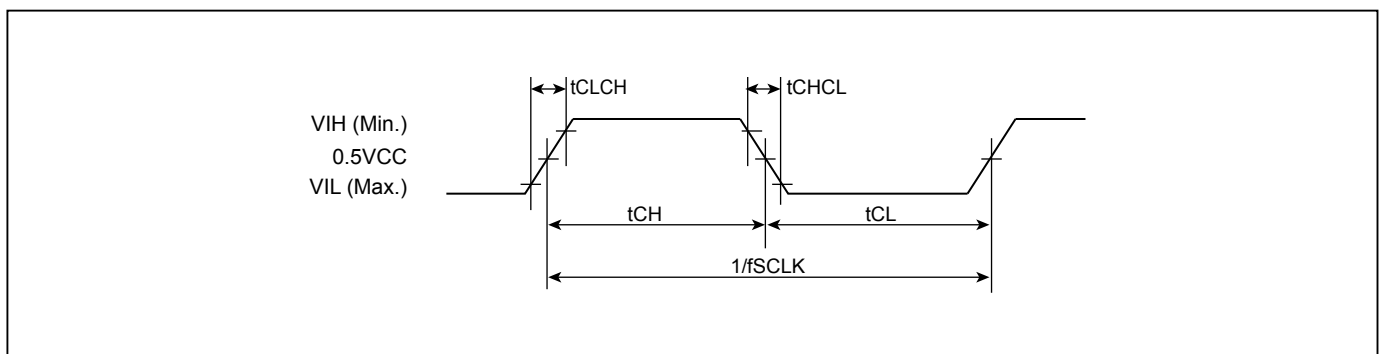 tCLCH
tCHCL
VIH (Min.)
0.5VCC
VIL (Max.)
tCH
tCL
1/fSCLK